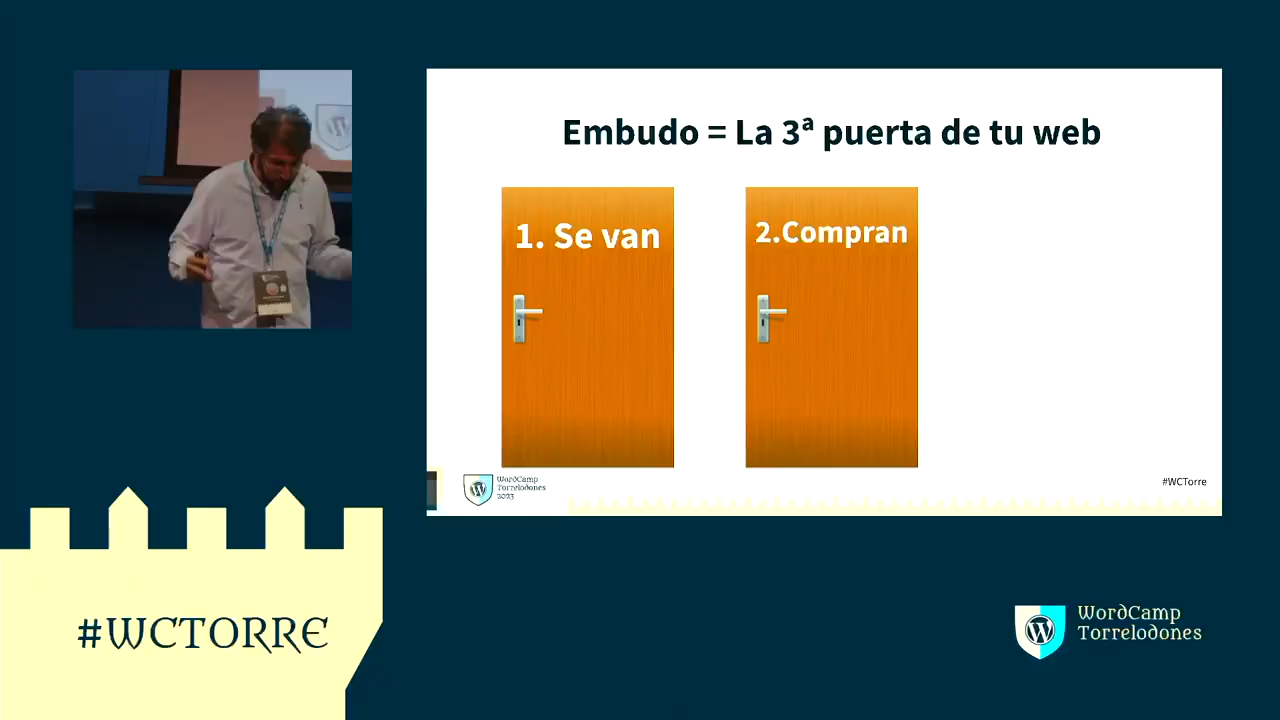 Embudo = La 3ª puerta de tu web
1. Se van
2.Compran
WordCamp
Torrelodones
2023
#WCTorre
#WCTORRE
WordCamp
Torrelodones